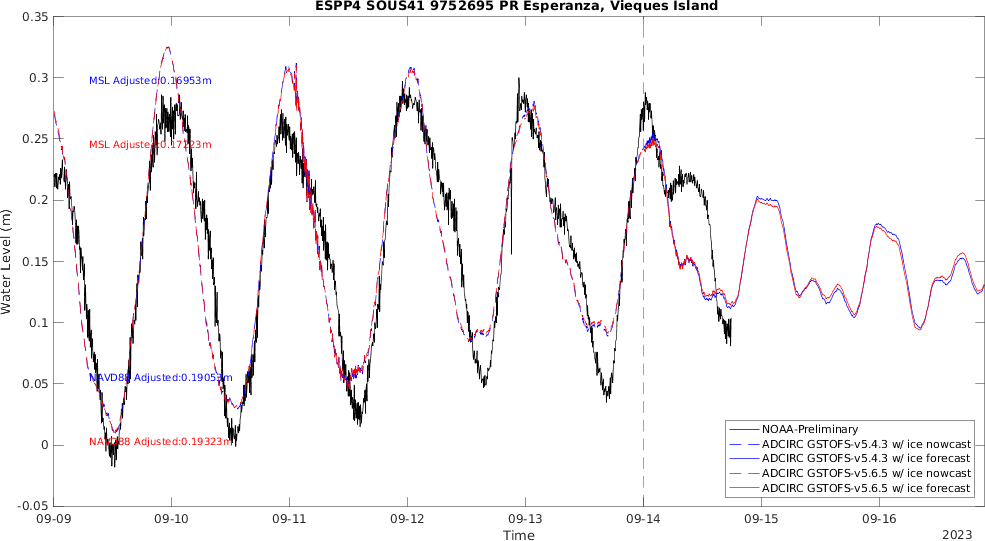 ESPP4 SOUS41 9752695 PR Esperanza, Vieques Island
0.35
0.3
0.25
0.2
0.15
0.1
0.05
0
-0.05
Water Level (m)
MSL Adjusted:0.16953m
MSL Adjusted:0.17223m
NAVD88 Adjusted:0.19053m
NAVD88 Adjusted:0.19323m
NOAA-Preliminary
ADCIRC GSTOFS-v5.4.3 w/ ice nowcast
ADCIRC GSTOFS-v5.4.3 w/ ice forecast
ADCIRC GSTOFS-v5.6.5 w/ ice nowcast
ADCIRC GSTOFS-v5.6.5 w/ ice forecast
09-09 09-10 09-11 09-12 09-13 09-14 09-15 09-16
Time
2023